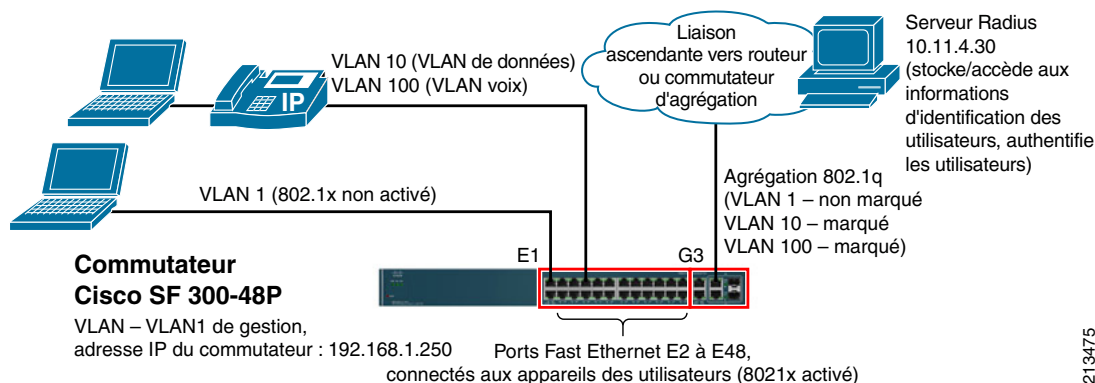 VLAN 10 (VLAN de données)
VLAN 100 (VLAN voix)
IP
Liaison
ascendante vers routeur
ou commutateur
d'agrégation
Serveur Radius
10.11.4.30
(stocke/accède aux
informations
d'identification des
utilisateurs, authentifie
les utilisateurs)
VLAN 1 (802.1x non activé)
Agrégation 802.1q
(VLAN 1 – non marqué
VLAN 10 – marqué
VLAN 100 – marqué)
E1
G3
Commutateur
Cisco SF 300-48P
VLAN – VLAN1 de gestion,
adresse IP du commutateur : 192.168.1.250
Ports Fast Ethernet E2 à E48,
connectés aux appareils des utilisateurs (8021x activé)
213475